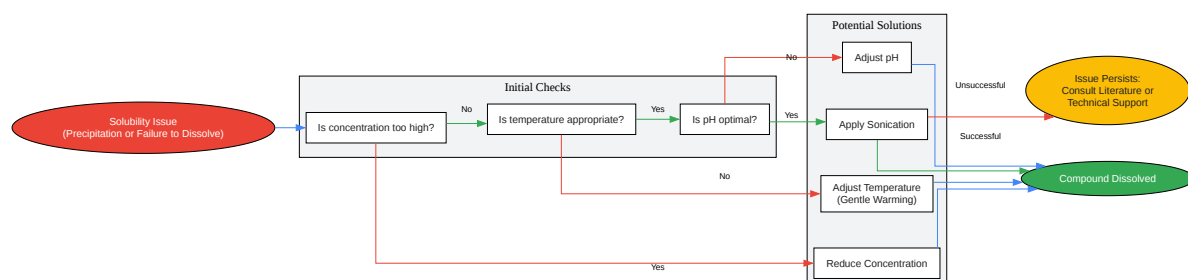 Potential Solutions
No
Adjust pH
Unsuccessful
Issue Persists:
Consult Literature or
Technical Support
Initial Checks
Solubility Issue
(Precipitation or Failure to Dissolve)
Is concentration too high?
No
Is temperature appropriate?
Yes
Is pH optimal?
Yes
Apply Sonication
Successful
Compound Dissolved
No
Adjust Temperature
(Gentle Warming)
Yes
Reduce Concentration